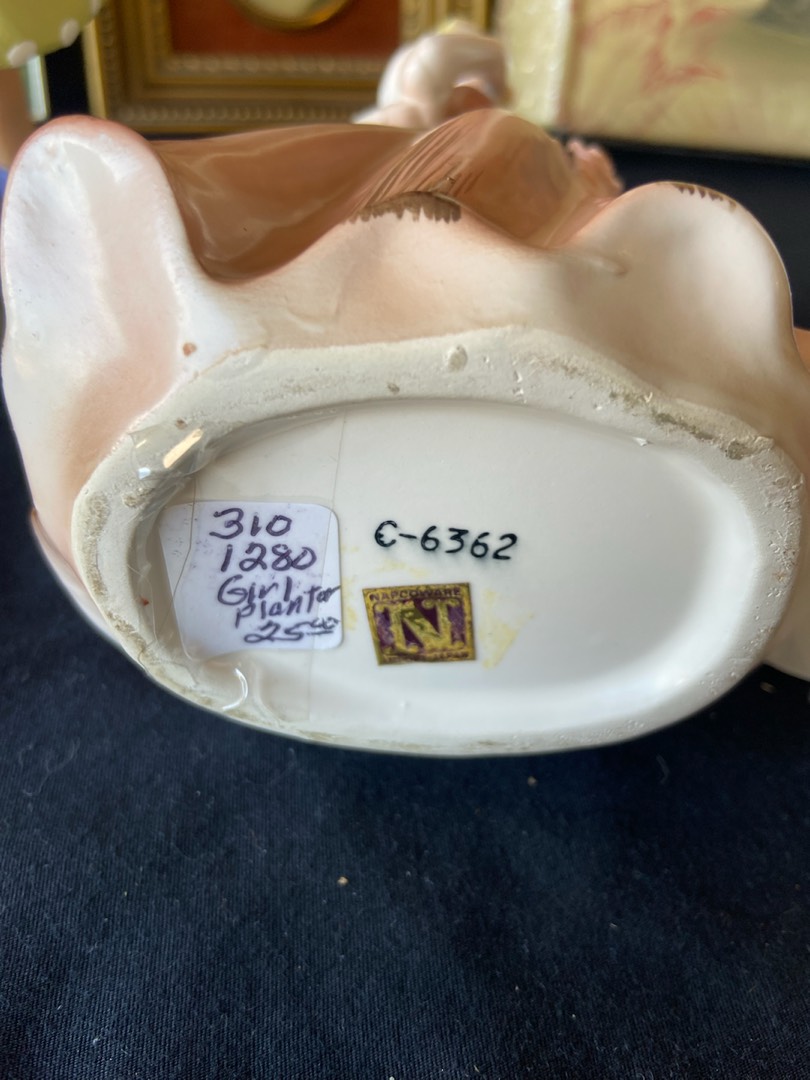 310
1280
Girl
Planter
25.00
C-6362
NAPCOWARE
N